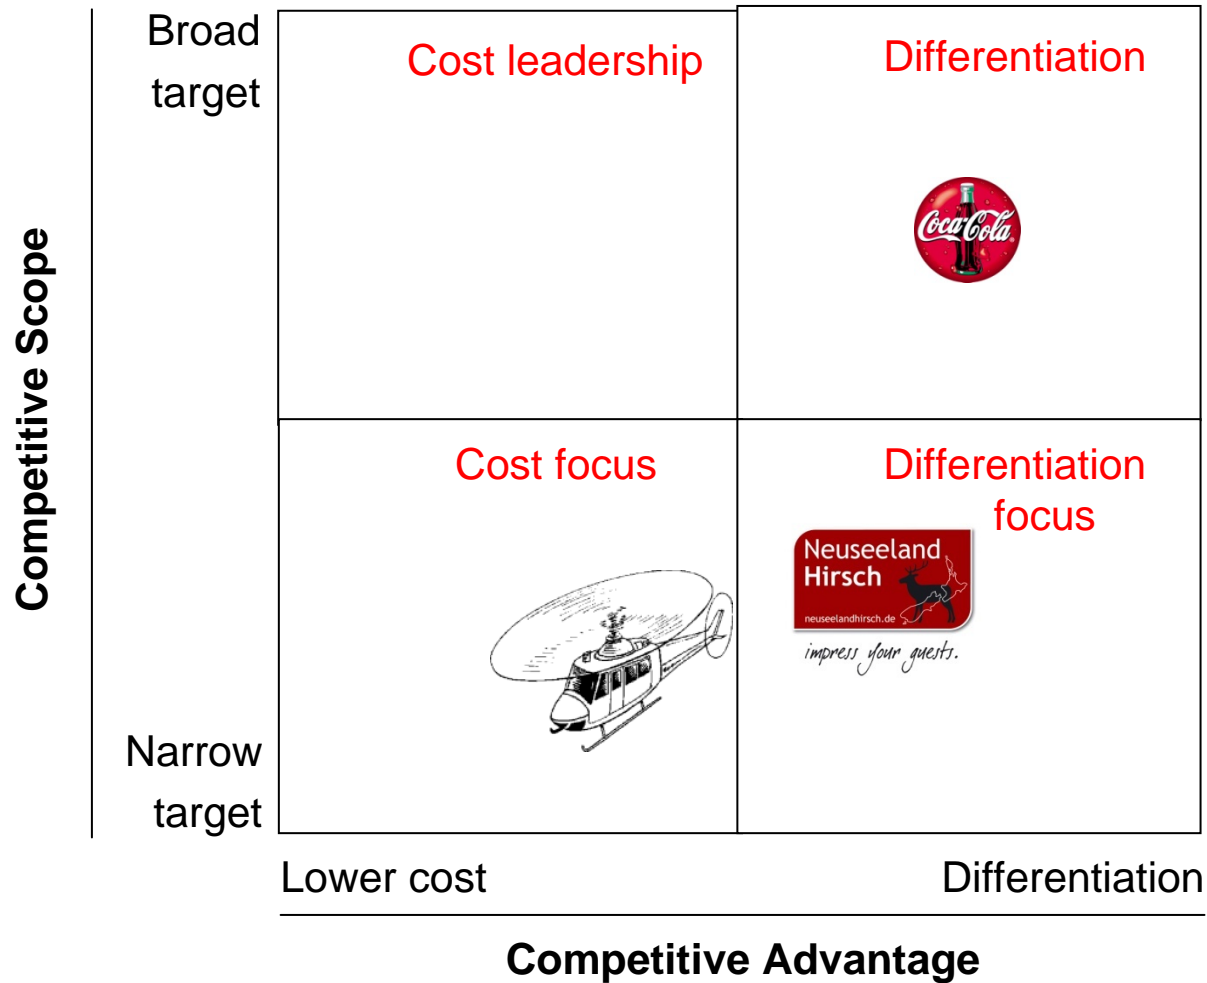 Broad
target
Cost leadership
Differentiation
Coca-Cola
Competitive Scope
Cost focus
Differentiation
focus
Neuseeland
Hirsch
neuseelandhirsch.de
impress your guests.
Narrow
target
Lower cost
Differentiation
Competitive Advantage